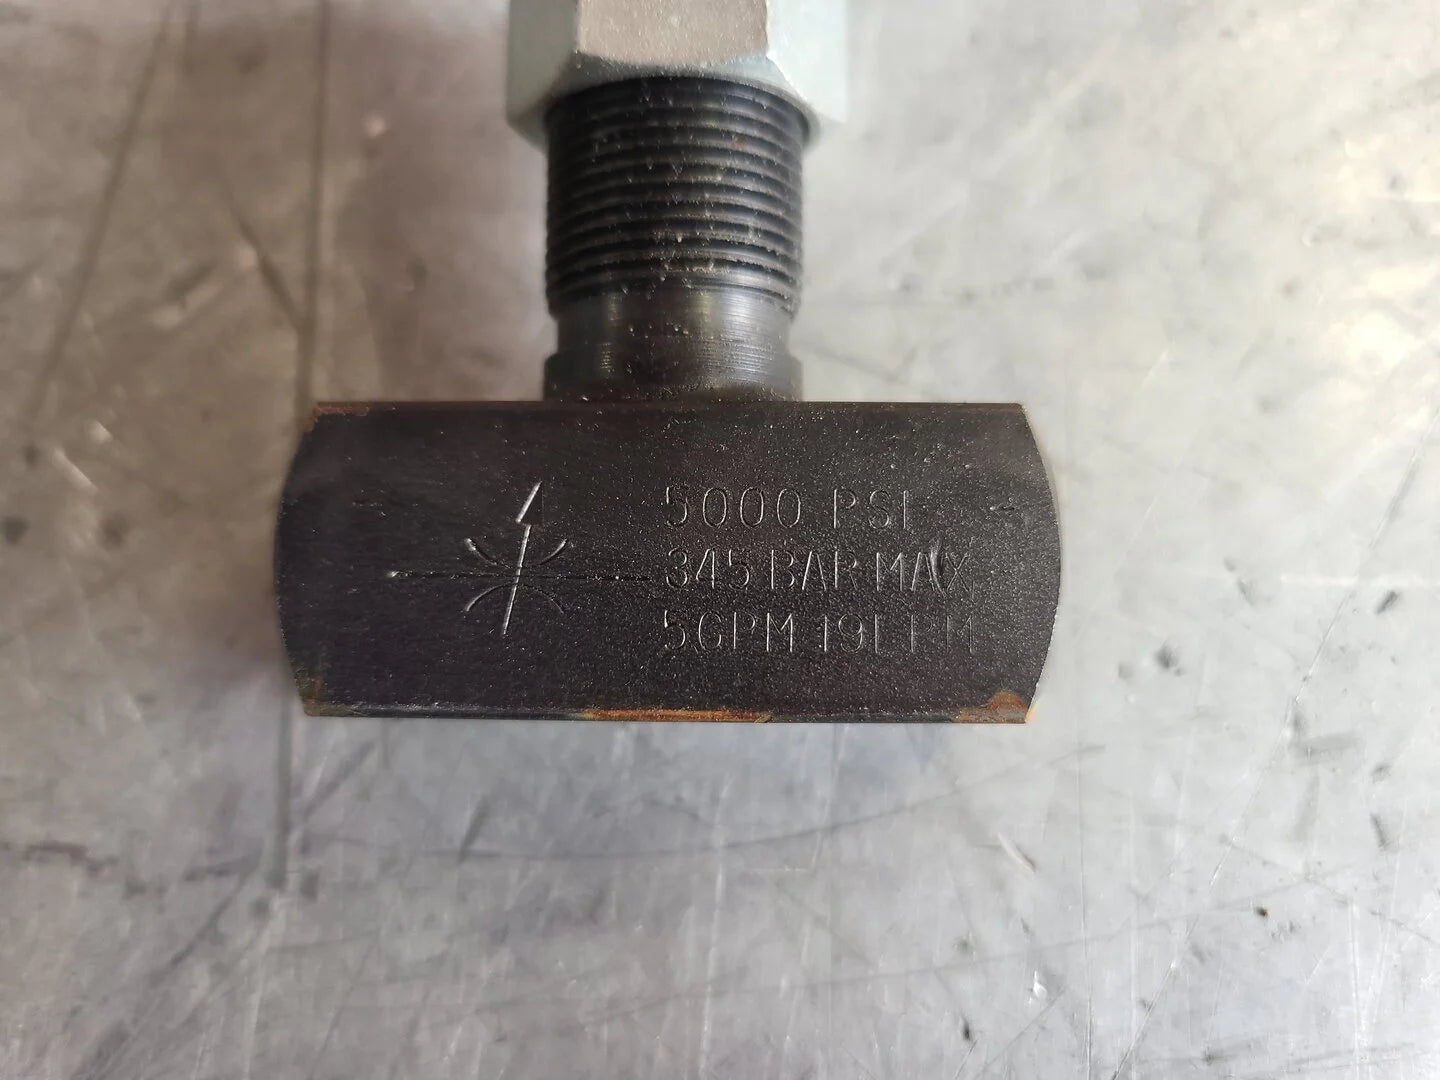 5000 PSI
345 BAR MAX
5GPM 19LPM